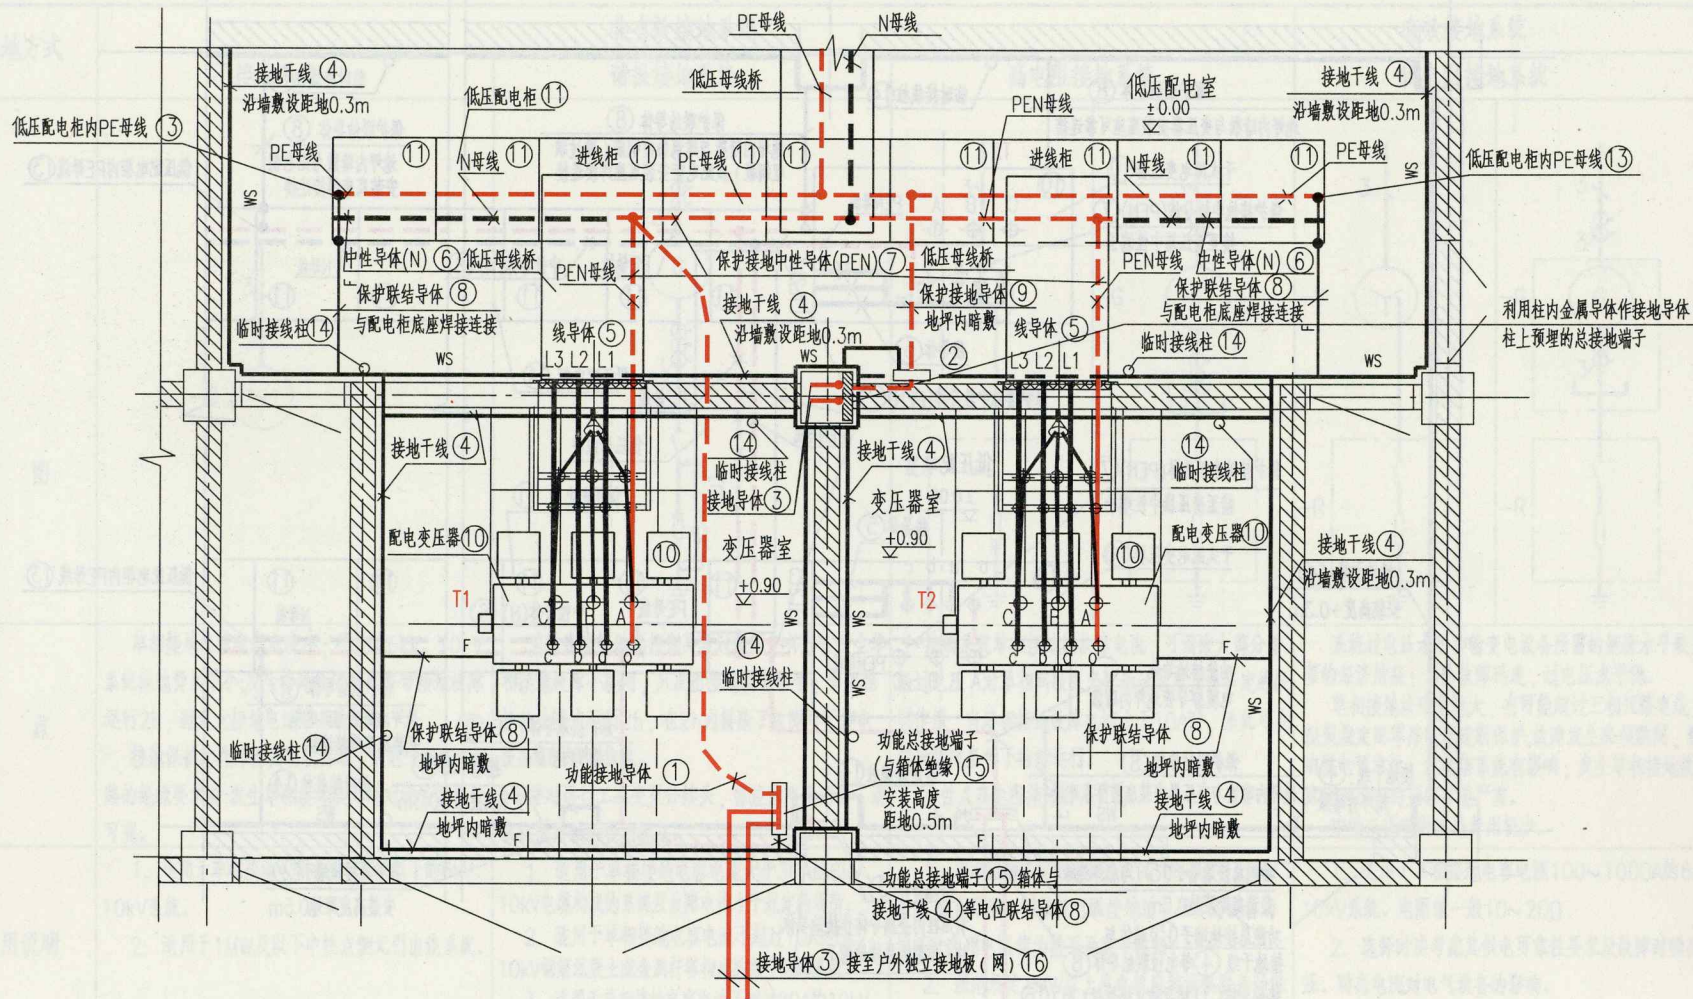 PE母线
N母线
接地干线④
沿墙敷设距地0.3m
低压配电柜⑪
低压母线桥
PEN母线
低压配电室
±0.00
接地干线④
沿墙敷设距地0.3m
低压配电柜内PE母线⑬
PE母线
⑪
N母线
⑪
进线柜
⑪
PE母线
⑪
⑪
⑪
进线柜
⑪
N母线
⑪
⑪
PE母线
低压配电柜内PE母线⑬
WS
WS
中性导体(N)⑥
低压母线桥
保护接地中性导体(PEN)⑦
低压母线桥
中性导体(N)⑥
PEN母线
PEN母线
F
保护联结导体⑧
与配电柜底座焊接连接
接地干线④
沿墙敷设距地0.3m
保护接地导体⑨
地坪内暗敷
保护联结导体⑧
与配电柜底座焊接连接
F
利用柱内金属导体作接地导体
柱上预埋的总接地端子
临时接线柱⑭
线导体⑤
线导体⑤
临时接线柱⑭
WS
L3 L2 L1
WS
②
L3 L2 L1
WS
接地干线④
⑭
临时接线柱
接地导体③
接地干线④
变压器室
+0.90
⑭
临时接线柱
配电变压器⑩
⑩
变压器室
+0.90
⑩
配电变压器⑩
接地干线④
沿墙敷设距地0.3m
T1
T2
C B A
C B A
F
C b a o
C b a o
F
WS
WS
WS
WS
WS
⑭
临时接线柱
临时接线柱⑭
保护联结导体⑧
地坪内暗敷
功能接地导体①
功能总接地端子
(与箱体绝缘)⑮
安装高度
距地0.5m
保护联结导体⑧
地坪内暗敷
接地干线④
地坪内暗敷
接地干线④
地坪内暗敷
F
F
功能总接地端子⑮箱体与
接地干线④等电位联结导体⑧
接地导体③ 接至户外独立接地极(网)⑯